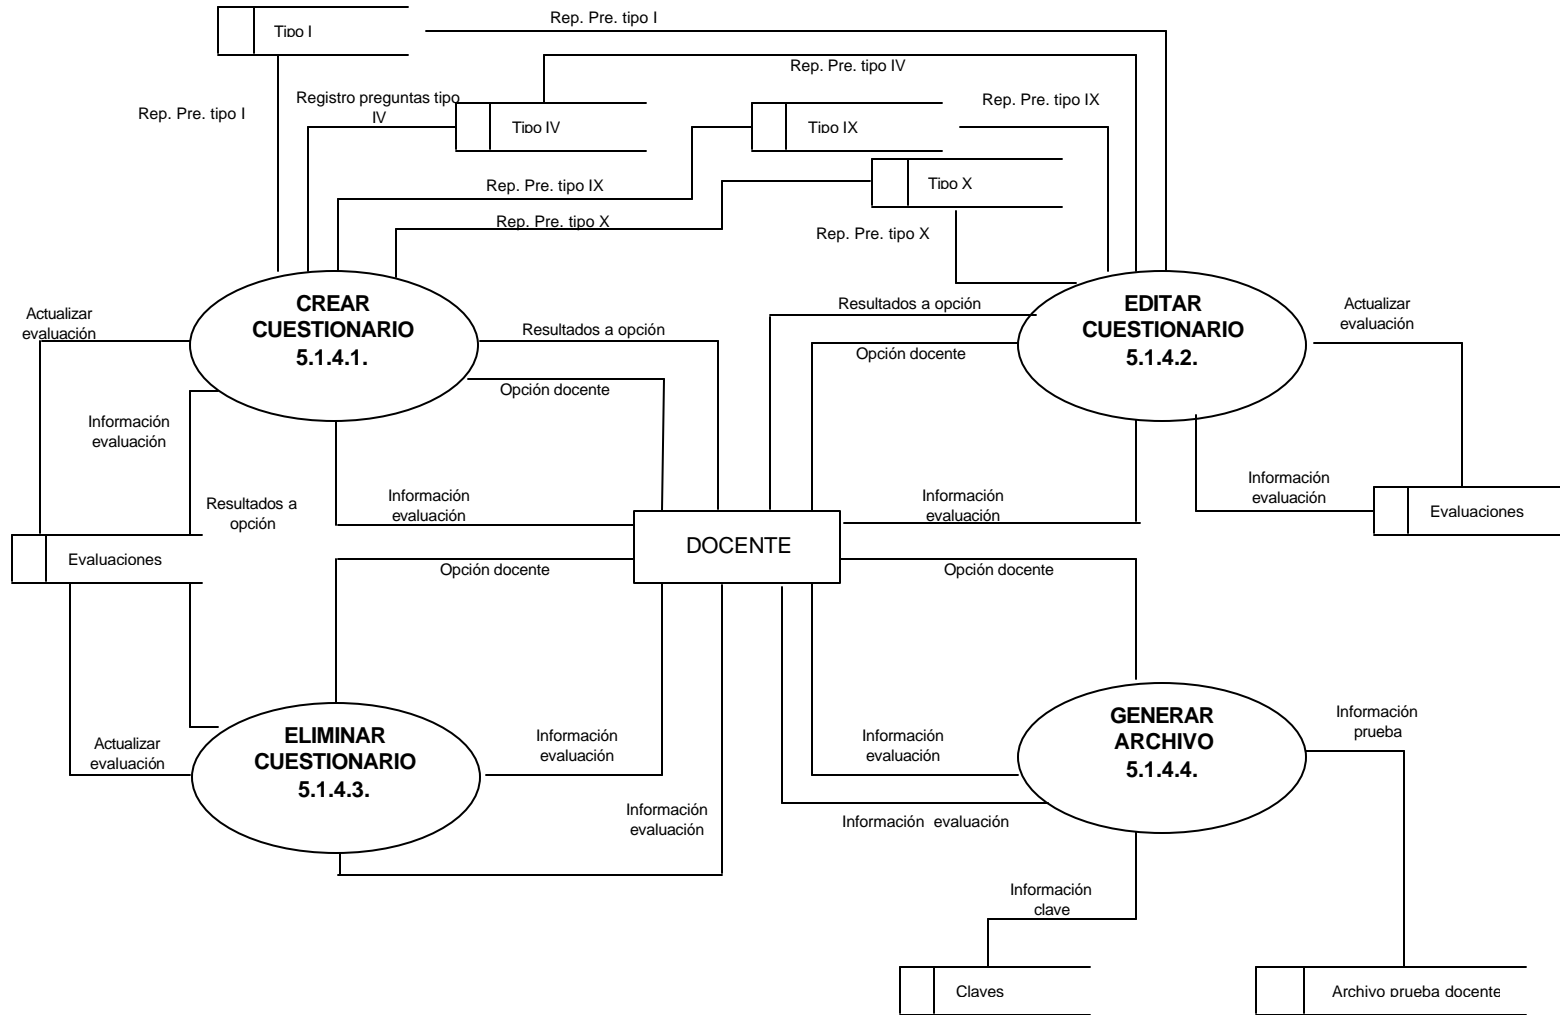 Rep. Pre. tipo I
Tipo I
Rep. Pre. tipo IV
Registro preguntas tipo
IV
Rep. Pre. tipo IX
Rep. Pre. tipo I
Tipo IV
Tipo IX
Rep. Pre. tipo IX
Tipo X
Rep. Pre. tipo X
Rep. Pre. tipo X
CREAR
CUESTIONARIO
5.1.4.1.
EDITAR
CUESTIONARIO
5.1.4.2.
Actualizar
evaluación
Resultados a opción
Resultados a opción
Actualizar
evaluación
Opción docente
Opción docente
Información
evaluación
Información
evaluación
Información
evaluación
Información
evaluación
Resultados a
opción
Evaluaciones
DOCENTE
Evaluaciones
Opción docente
Opción docente
ELIMINAR
CUESTIONARIO
5.1.4.3.
GENERAR
ARCHIVO
5.1.4.4.
Información
prueba
Actualizar
evaluación
Información
evaluación
Información
evaluación
Información
evaluación
Información evaluación
Información
clave
Claves
Archivo prueba docente